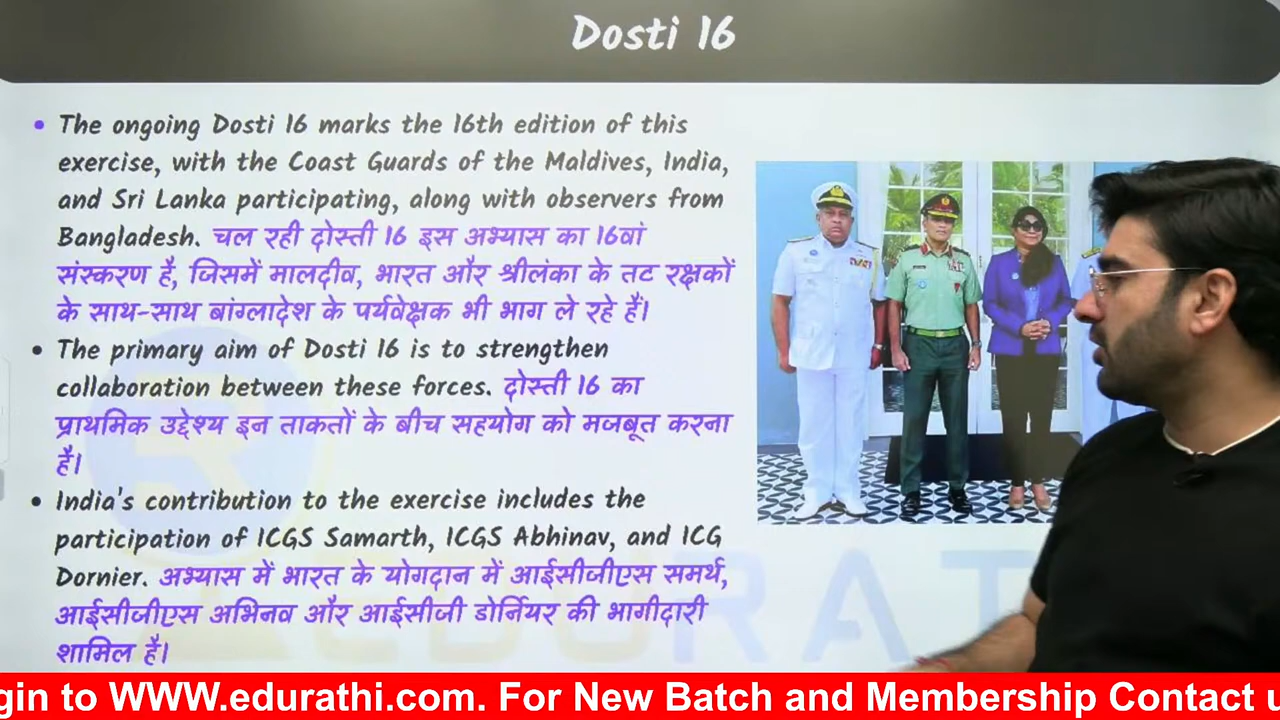 Dosti 16
The ongoing Dosti 16 marks the 16th edition of this
exercise, with the Coast Guards of the Maldives, India,
and Sri Lanka participating, along with observers from
Bangladesh. चल रही दोस्ती 16 इस अभ्यास का 16वां
संस्करण है, जिसमें मालदीव, भारत और श्रीलंका के तट रक्षकों
के साथ-साथ बांग्लादेश के पर्यवेक्षक भी भाग ले रहे हैं।
The primary aim of Dosti 16 is to strengthen
collaboration between these forces. दोस्ती 16 का
प्राथमिक उद्देश्य इन ताकतों के बीच सहयोग को मजबूत करना
है।
India's contribution to the exercise includes the
participation of ICGS Samarth, ICGS Abhinav, and ICG
Dornier. अभ्यास में भारत के योगदान में आईसीजीएस समर्थ,
आईसीजीएस अभिनव और आईसीजी डोर्नियर की भागीदारी
शामिल है।
EDURAT
gin to WWW.edurathi.com. For New Batch and Membership Contact u